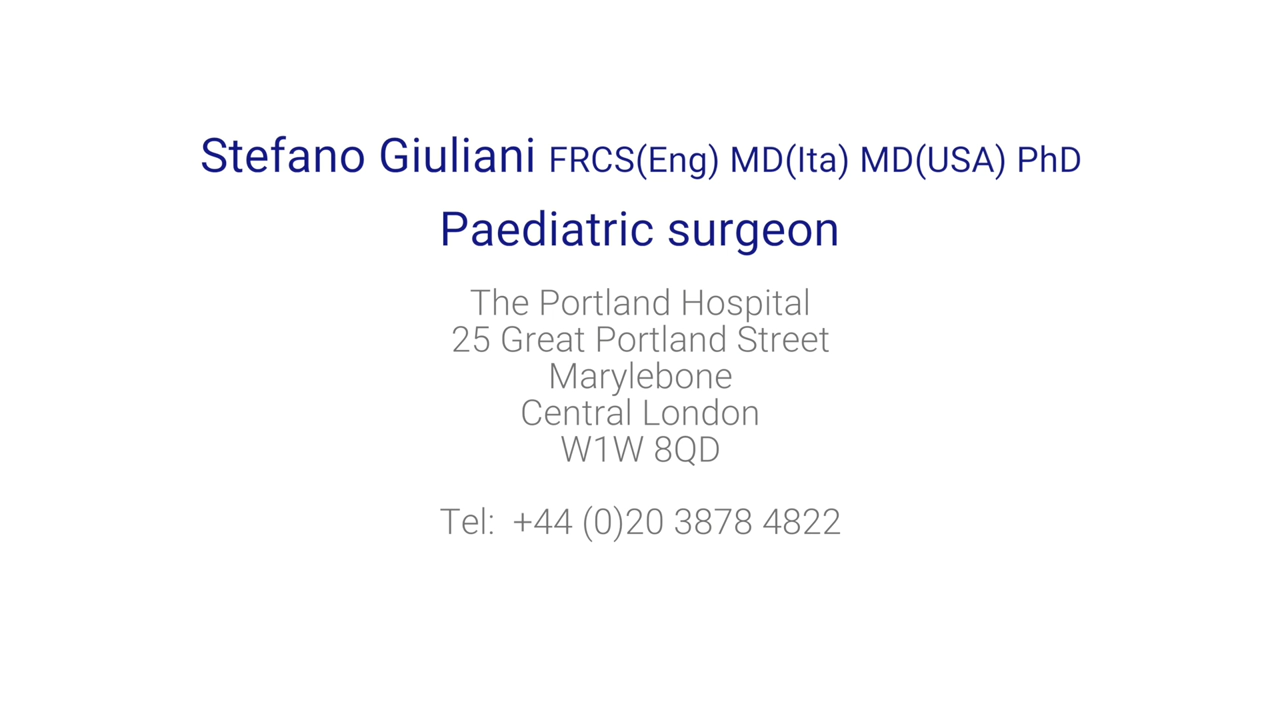 Stefano Giuliani FRCS(Eng) MD(Ita) MD(USA) PhD
Paediatric surgeon
The Portland Hospital
25 Great Portland Street
Marylebone
Central London
W1W 8QD
Tel: +44 (0)20 3878 4822